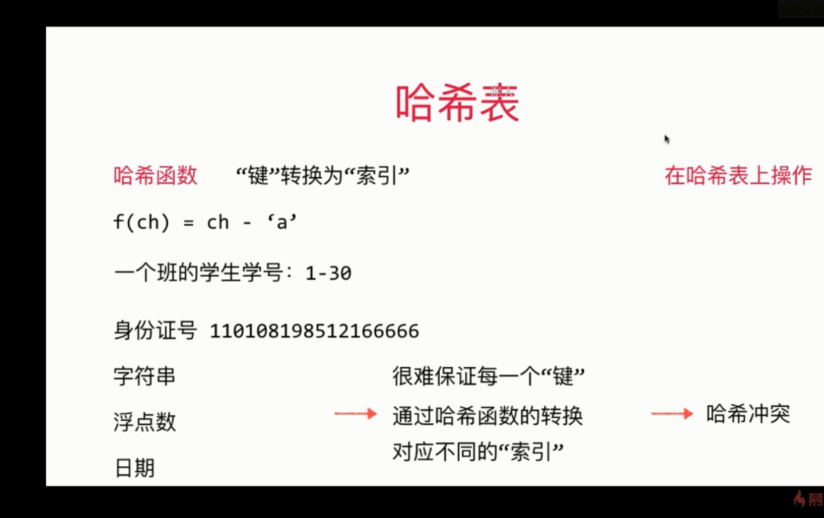 哈希表
哈希函数 “键”转换为“索引” 在哈希表上操作
f(ch) = ch - ‘a’
一个班的学生学号：1-30
身份证号 110108198512166666
字符串
浮点数
日期
很难保证每一个“键”
通过哈希函数的转换
对应不同的“索引”
哈希冲突